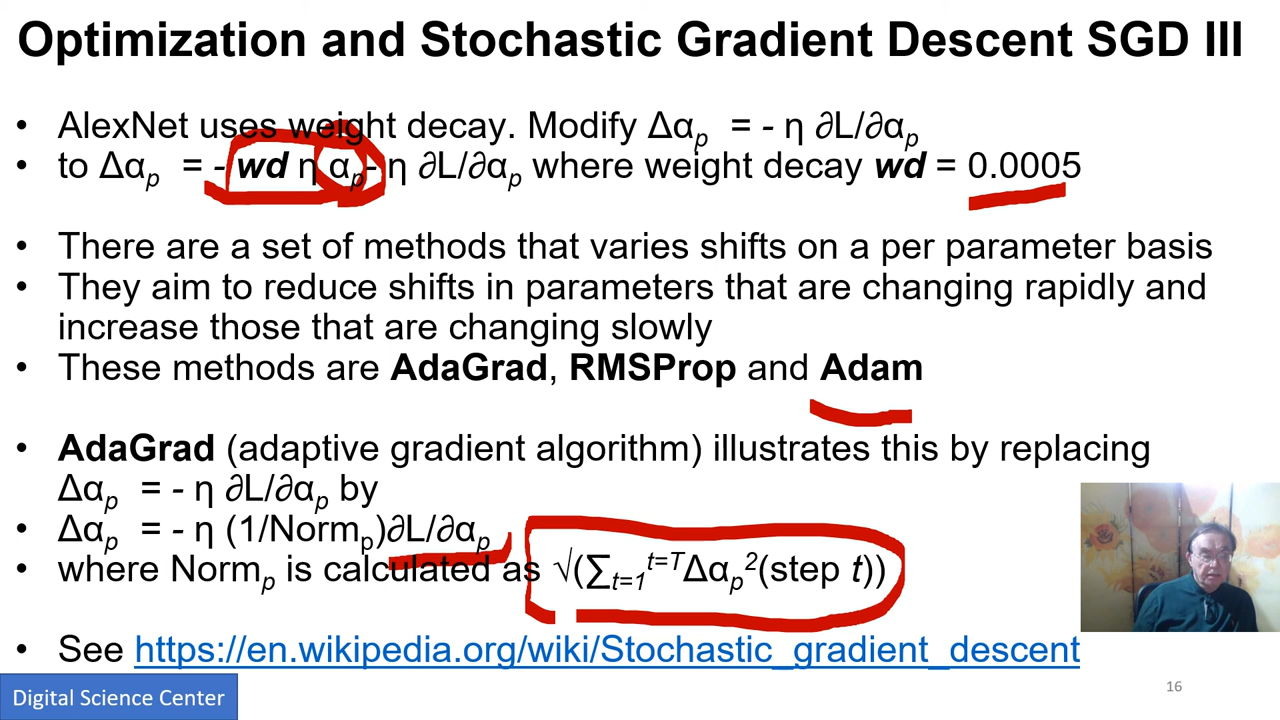 Optimization and Stochastic Gradient Descent SGD III
• AlexNet uses weight decay. Modify Δαp = - η ∂L/∂αp
• to Δαp = - wd η αp- η ∂L/∂αp where weight decay wd = 0.0005
• There are a set of methods that varies shifts on a per parameter basis
• They aim to reduce shifts in parameters that are changing rapidly and
increase those that are changing slowly
• These methods are AdaGrad, RMSProp and Adam
• AdaGrad (adaptive gradient algorithm) illustrates this by replacing
Δαp = - η ∂L/∂αp by
• Δαp = - η (1/Normp)∂L/∂αp
• where Normp is calculated as √(∑t=1t=TΔαp2(step t))
• See https://en.wikipedia.org/wiki/Stochastic_gradient_descent
Digital Science Center
16